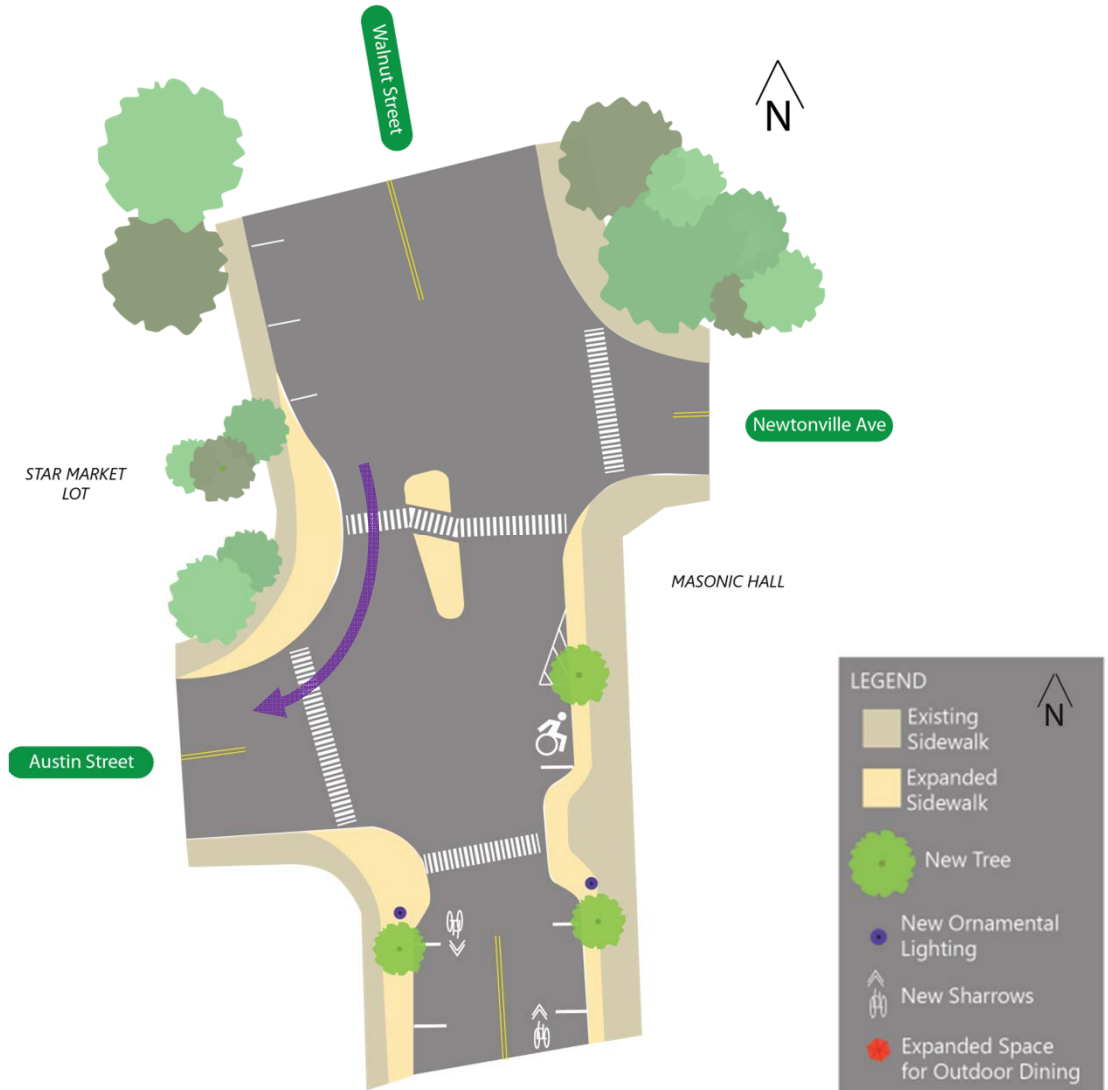 Walnut Street
N
Newtonville Ave
STAR MARKET
LOT
MASONIC HALL
Austin Street
LEGEND
N
Existing
Sidewalk
Expanded
Sidewalk
New Tree
New Ornamental
Lighting
New Sharrows
Expanded Space
for Outdoor Dining